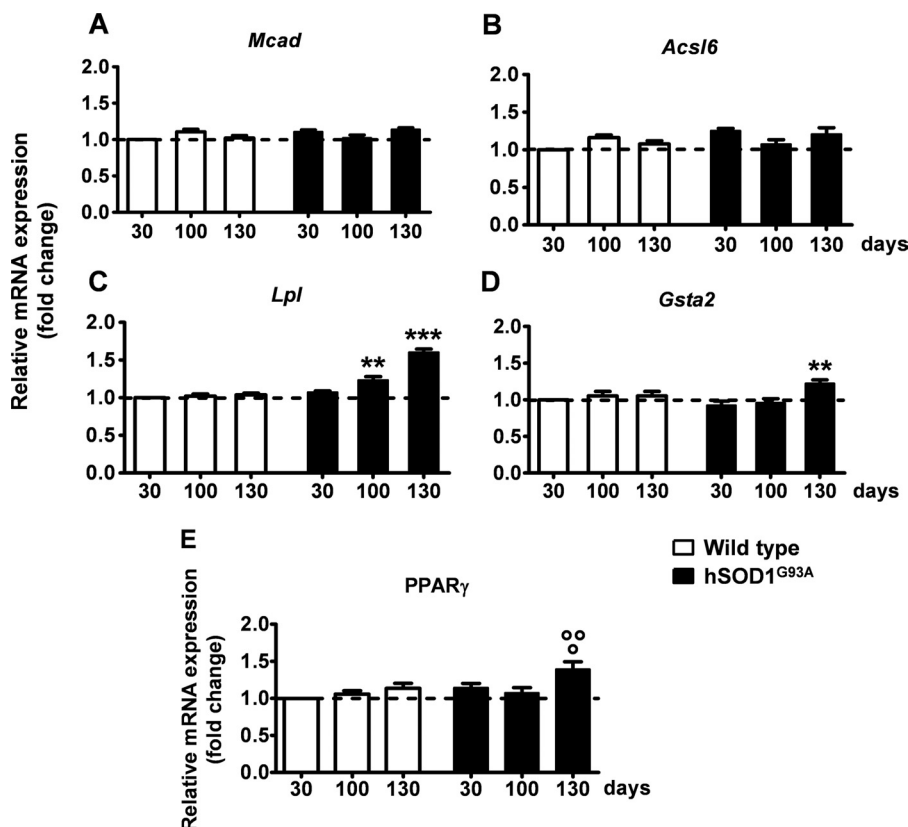 A
Mcad
2.0
1.5
1.0
0.5
0.0
30 100 130 30 100 130
B
Acsl6
2.0
1.5
1.0
0.5
0.0
30 100 130 30 100 130 days
Relative mRNA expression
(fold change)
C
Lpl
2.0
1.5
1.0
0.5
0.0
** ***
30 100 130 30 100 130
D
Gsta2
2.0
1.5
1.0
0.5
0.0
**
30 100 130 30 100 130 days
Wild type
hSOD1G93A
E
PPARγ
Relative mRNA expression
(fold change)
2.0
1.5
1.0
0.5
0.0
°°
°
30 100 130 30 100 130 days